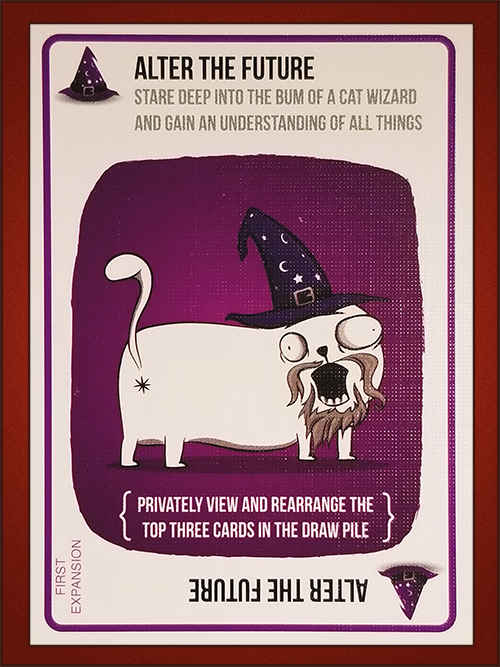 ALTER THE FUTURE
STARE DEEP INTO THE BUM OF A CAT WIZARD
AND GAIN AN UNDERSTANDING OF ALL THINGS
PRIVATELY VIEW AND REARRANGE THE
TOP THREE CARDS IN THE DRAW PILE
FIRST
EXPANSION
ALTER THE FUTURE